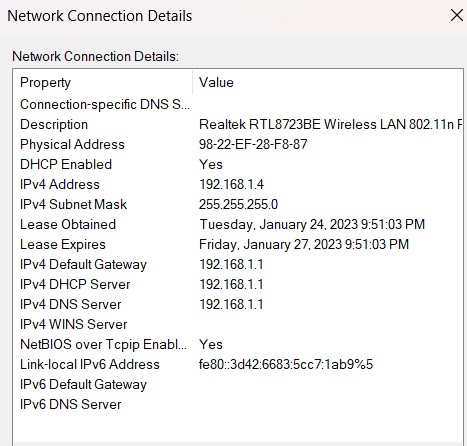 Network Connection Details
Network Connection Details:
Property Value
Connection-specific DNS S...
Description Realtek RTL8723BE Wireless LAN 802.11n
Physical Address 98-22-EF-28-F8-87
DHCP Enabled Yes
IPv4 Address 192.168.1.4
IPv4 Subnet Mask 255.255.255.0
Lease Obtained Tuesday, January 24, 2023 9:51:03 PM
Lease Expires Friday, January 27, 2023 9:51:03 PM
IPv4 Default Gateway 192.168.1.1
IPv4 DHCP Server 192.168.1.1
IPv4 DNS Server 192.168.1.1
IPv4 WINS Server
NetBIOS over Tcpip Enabl... Yes
Link-local IPv6 Address fe80::3d42:6683:5cc7:1ab9%5
IPv6 Default Gateway
IPv6 DNS Server